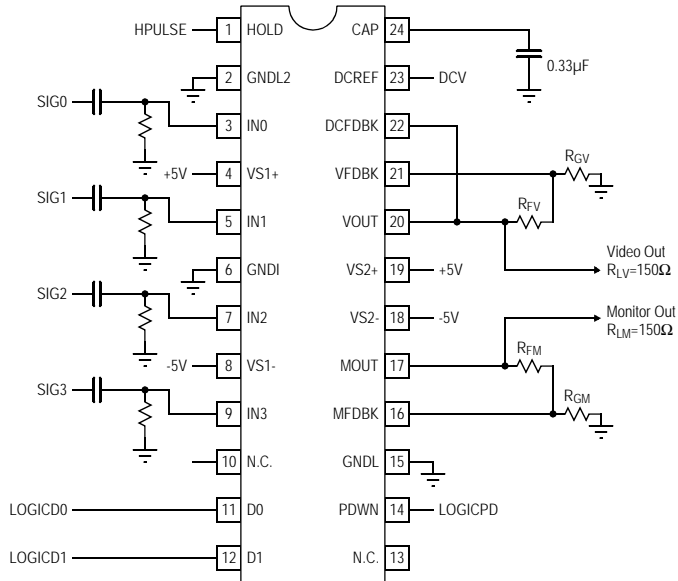 HPULSE 1 HOLD CAP 24
0.33µF
2 GNDL2 DCREF 23 DCV
SIG0
3 IN0 DCFDBK 22
+5V 4 VS1+ VFDBK 21 RGV
SIG1
RFV
5 IN1 VOUT 20
Video Out
RLV=150Ω
6 GNDI VS2+ 19 +5V
SIG2
Monitor Out
RLM=150Ω
7 IN2 VS2- 18 -5V
-5V 8 VS1- MOUT 17 RFM
SIG3
RGM
9 IN3 MFDBK 16
10 N.C. GNDL 15
LOGICD0 11 D0 PDWN 14 LOGICPD
LOGICD1 12 D1 N.C. 13